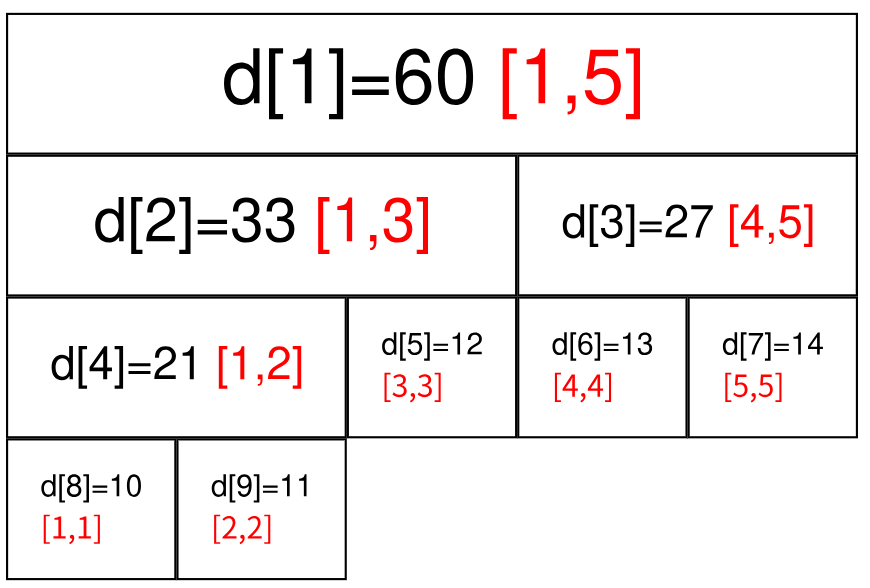 d[1]=60 [1,5]
d[2]=33 [1,3]
d[3]=27 [4,5]
d[4]=21 [1,2]
d[5]=12
[3,3]
d[6]=13
[4,4]
d[7]=14
[5,5]
d[8]=10
[1,1]
d[9]=11
[2,2]